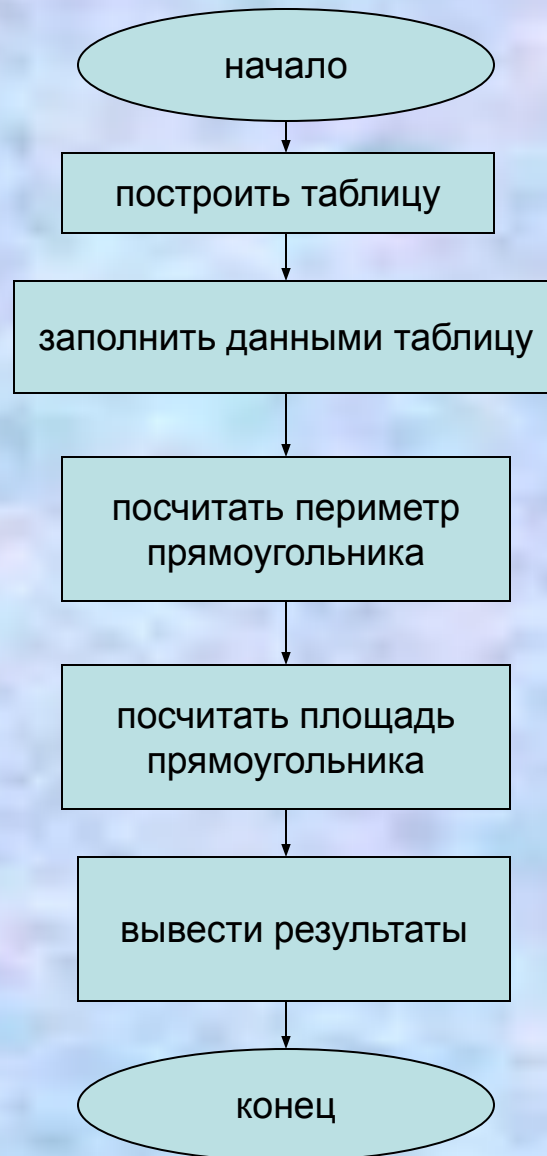 начало
построить таблицу
заполнить данными таблицу
посчитать периметр
прямоугольника
посчитать площадь
прямоугольника
вывести результаты
конец